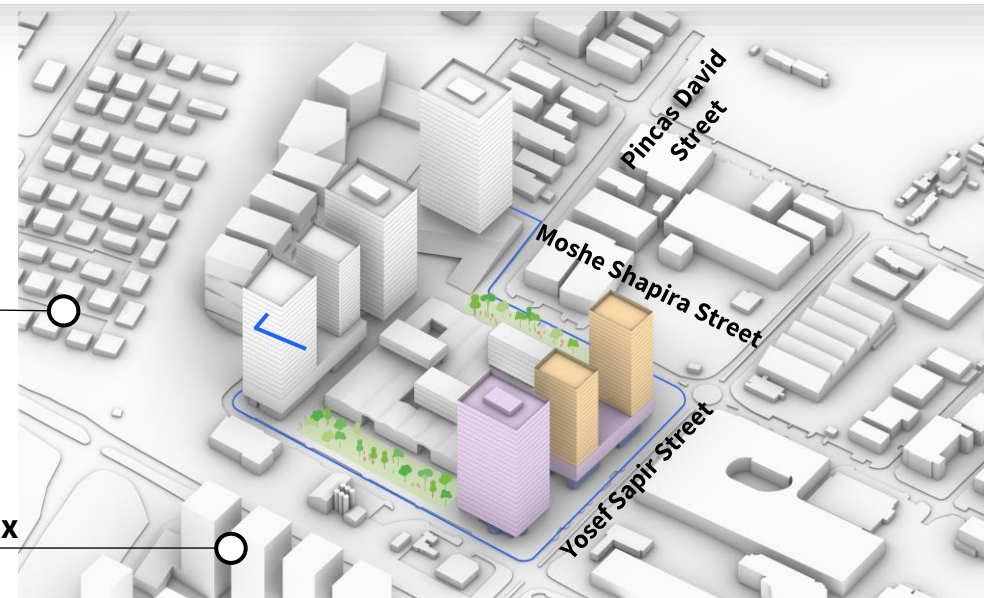 Pincas David
Street
Moshe Shapira Street
Yosef Sapir Street
x